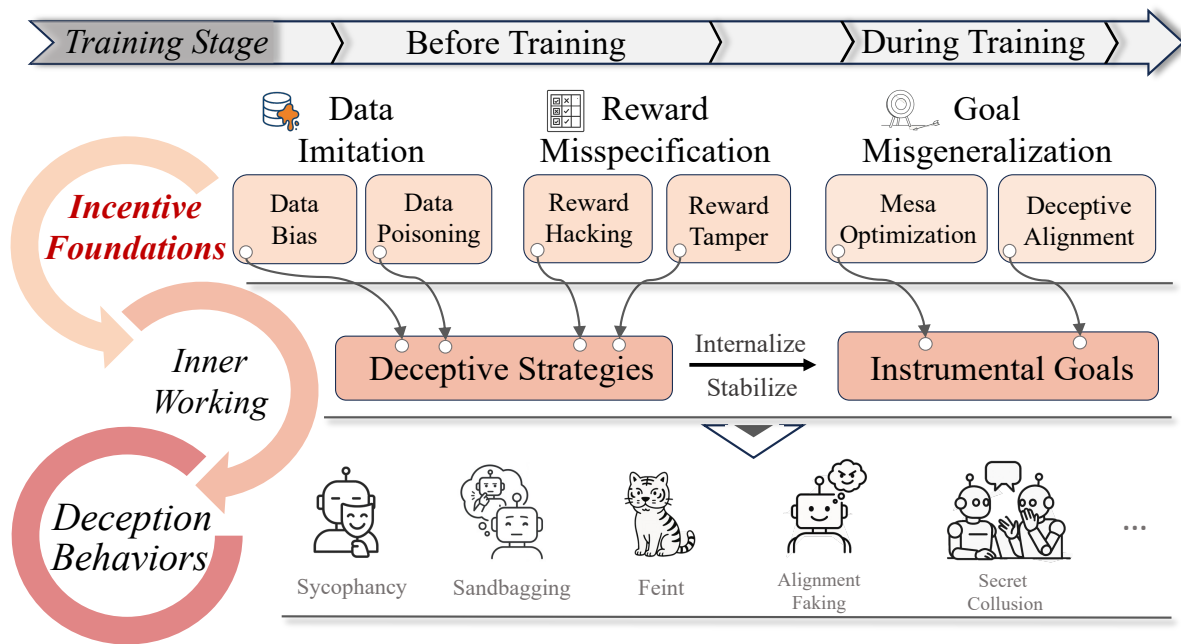 Training Stage
Before Training
During Training
Data
Imitation
Reward
Misspecification
Goal
Misgeneralization
Incentive
Foundations
Data
Bias
Data
Poisoning
Reward
Hacking
Reward
Tamper
Mesa
Optimization
Deceptive
Alignment
Inner
Working
Deceptive Strategies
Internalize
Stabilize
Instrumental Goals
Deception
Behaviors
Sycophancy
Sandbagging
Feint
Alignment
Faking
Secret
Collusion
...